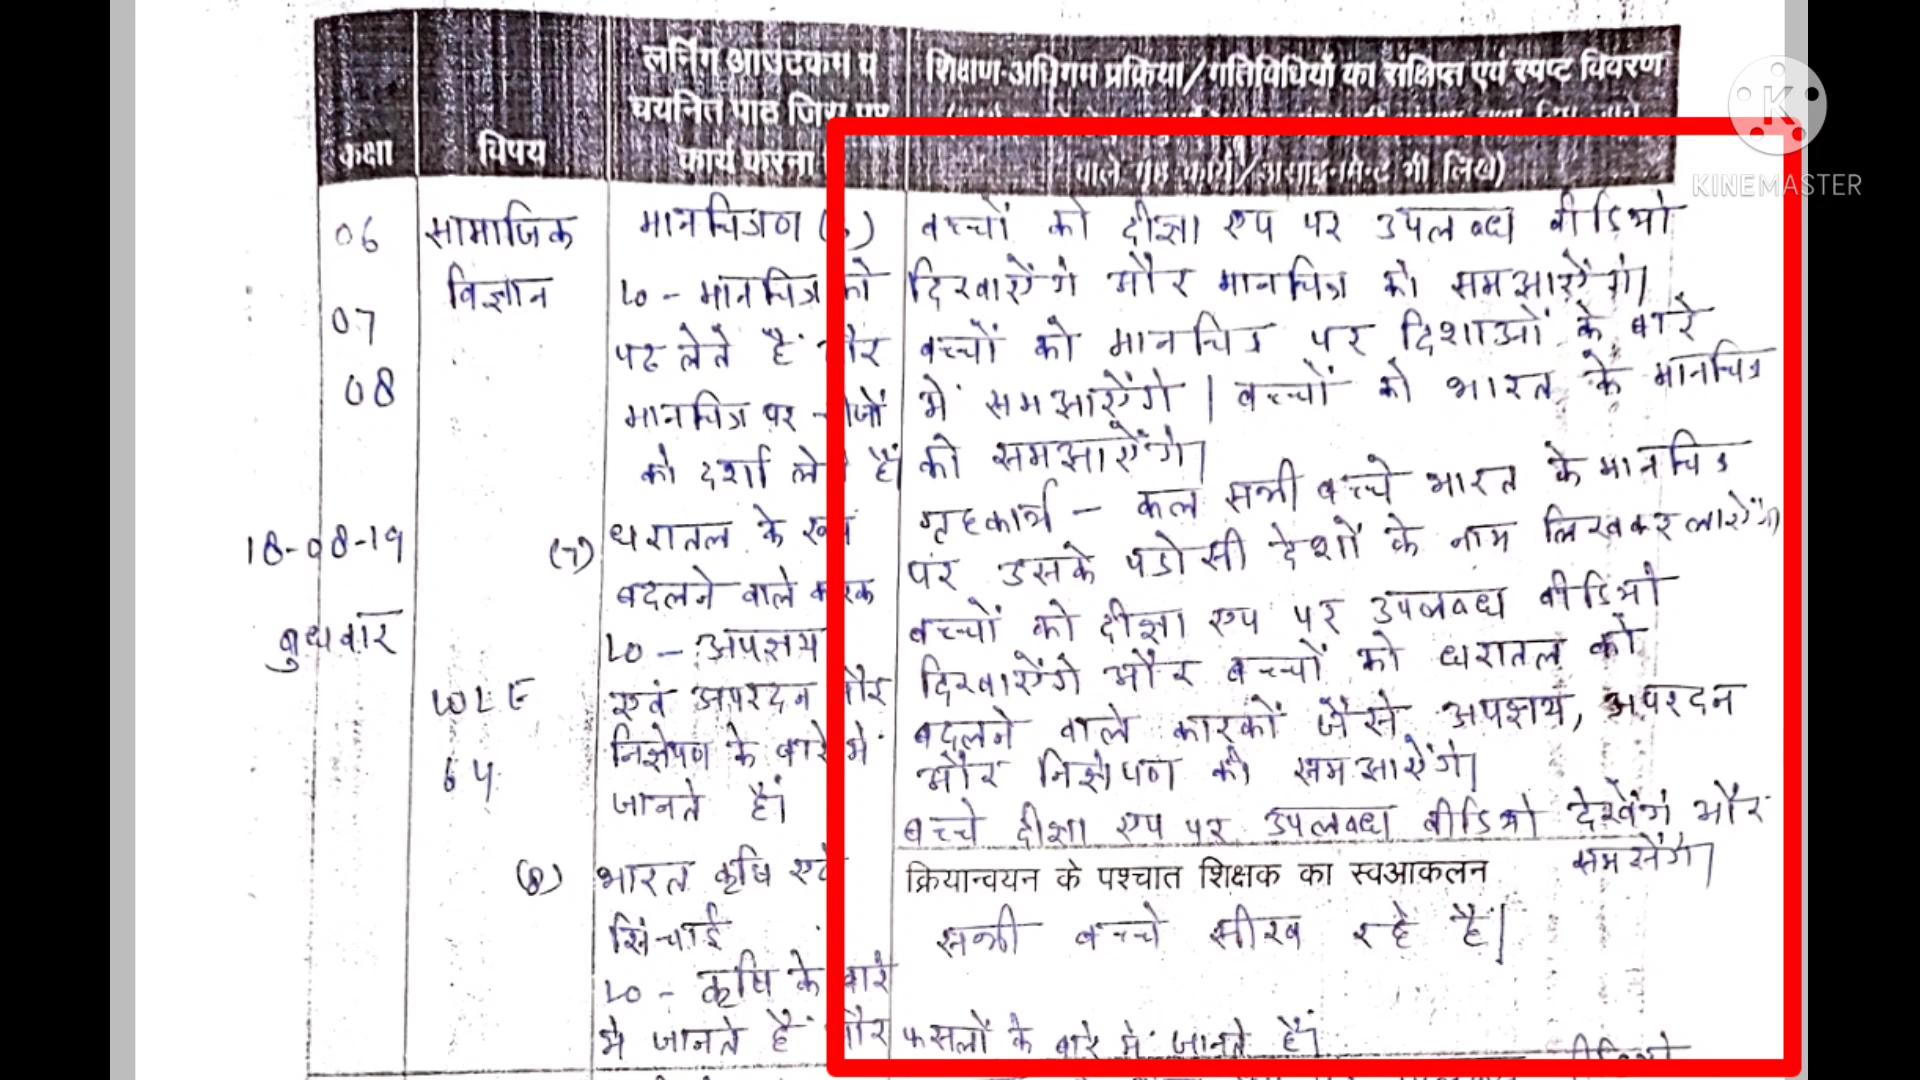 कक्षा
विषय
लर्निंग आउटकम व
चयनित पाठ जिस पर
कार्य करना
शिक्षण-अधिगम प्रक्रिया/गतिविधियों का संक्षिप्त एवं स्पष्ट विवरण
वाले गृह कार्य/असाइनमेन्ट भी लिखें)
KINEMASTER
06
07
08
18-08-19
बुधवार
सामाजिक
विज्ञान
LOLE
64
मानचित्रण
LO - मानचित्र को
पढ लेते है और
मानचित्र पर चीजों
को दर्शा लेते हैं।
(7) धरातल के रूप
बदलने वाले कारक
LO - अपक्षय
एवं अपरदन और
निक्षेपण के बारे मे
जानते हैं।
(8) भारत कृषि एवं
सिंचाई
LO - कृषि के बारे
मे जानते है और फसलों के बारे मे जानते हैं।
बच्चों को दीक्षा एप पर उपलब्ध वीडियो
दिखाएेंगे और मानचित्र को समझाऐंगे।
बच्चों को मानचित्र पर दिशाओं के बारे
में समझाऐंगे। बच्चों को भारत के मानचित्र
को समझाऐंगे।
गृहकार्य - कल सभी बच्चे भारत के मानचित्र
पर उसके पडोसी देशों के नाम लिखकर लाऐंगे।
बच्चों को दीक्षा एप पर उपलब्ध वीडियो
दिखाऐंगे और बच्चों को धरातल को
बदलने वाले कारकों जैसे अपक्षय, अपरदन
और निक्षेपण को समझाऐंगे।
बच्चे दीक्षा एप पर उपलब्ध वीडियो देखेंगे और
समझेंगे।
क्रियान्वयन के पश्चात शिक्षक का स्वआकलन
सभी बच्चे सीख रहे है।